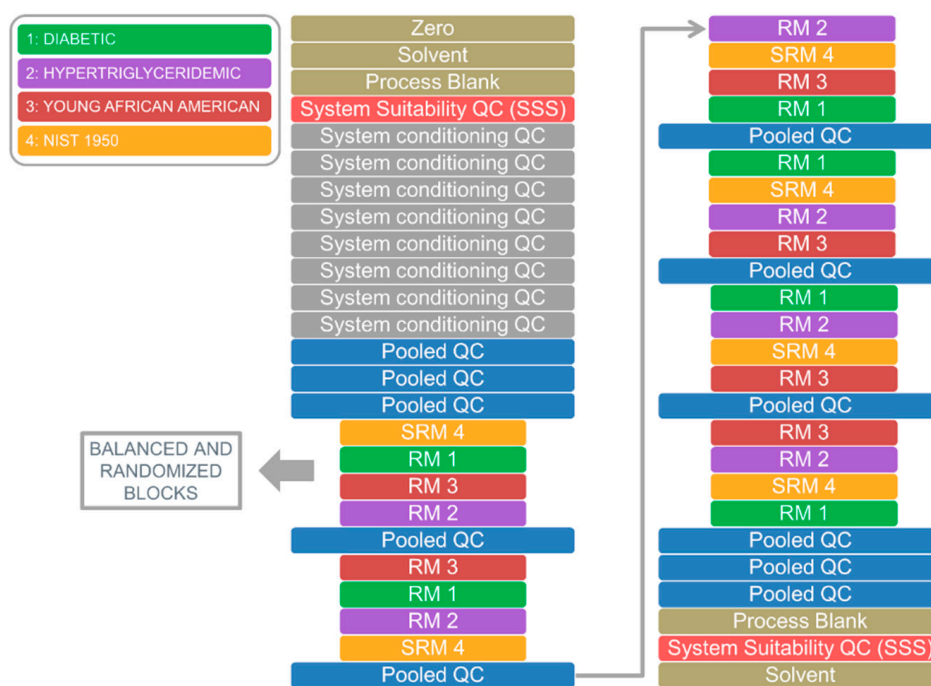 1: DIABETIC
2: HYPERTRIGLYCERIDEMIC
3: YOUNG AFRICAN AMERICAN
4: NIST 1950
Zero
Solvent
Process Blank
System Suitability QC (SSS)
System conditioning QC
System conditioning QC
System conditioning QC
System conditioning QC
System conditioning QC
System conditioning QC
System conditioning QC
System conditioning QC
Pooled QC
Pooled QC
Pooled QC
SRM 4
RM 1
RM 3
RM 2
Pooled QC
RM 3
RM 1
RM 2
SRM 4
Pooled QC
BALANCED AND
RANDOMIZED
BLOCKS
RM 2
SRM 4
RM 3
RM 1
Pooled QC
RM 1
SRM 4
RM 2
RM 3
Pooled QC
RM 1
RM 2
SRM 4
RM 3
Pooled QC
RM 3
RM 2
SRM 4
RM 1
Pooled QC
Pooled QC
Pooled QC
Process Blank
System Suitability QC (SSS)
Solvent